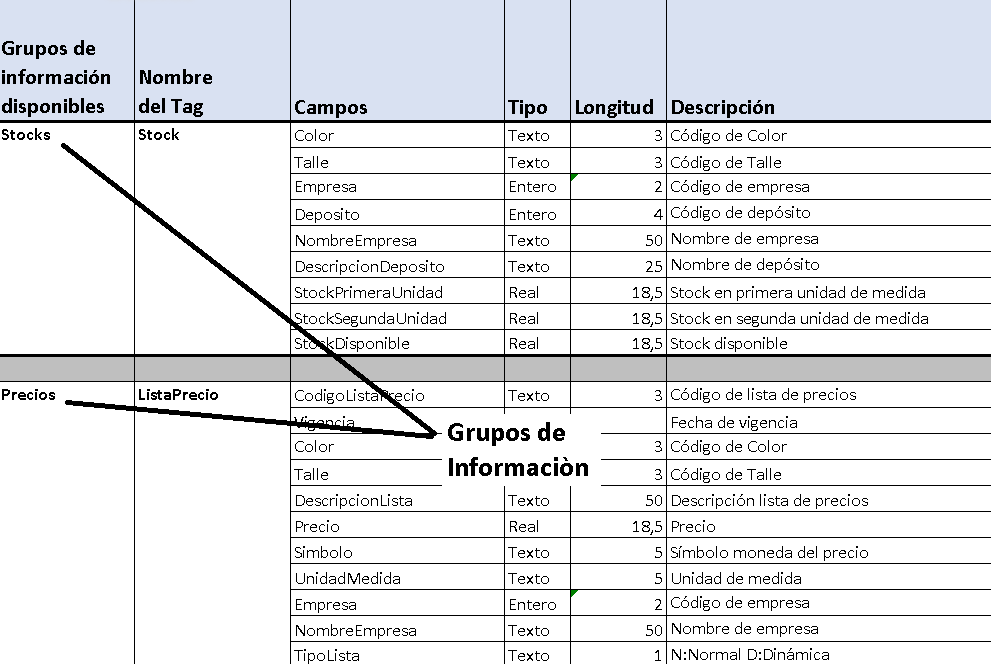 Grupos de
información Nombre
disponibles del Tag Campos Tipo Longitud Descripción
Stocks Stock Color Texto 3 Código de Color
Talle Texto 3 Código de Talle
Empresa Entero 2 Código de empresa
Deposito Entero 4 Código de depósito
NombreEmpresa Texto 50 Nombre de empresa
DescripcionDeposito Texto 25 Nombre de depósito
StockPrimeraUnidad Real 18,5 Stock en primera unidad de medida
StockSegundaUnidad Real 18,5 Stock en segunda unidad de medida
StockDisponible Real 18,5 Stock disponible
Precios ListaPrecio CodigoListaPrecio Texto 3 Código de lista de precios
Vigencia Fecha de vigencia
Grupos de
Color 3 Código de Color
Informaciòn
Talle 3 Código de Talle
DescripcionLista Texto 50 Descripción lista de precios
Precio Real 18,5 Precio
Simbolo Texto 5 Símbolo moneda del precio
UnidadMedida Texto 5 Unidad de medida
Empresa Entero 2 Código de empresa
NombreEmpresa Texto 50 Nombre de empresa
TipoLista Texto 1 N:Normal D:Dinámica